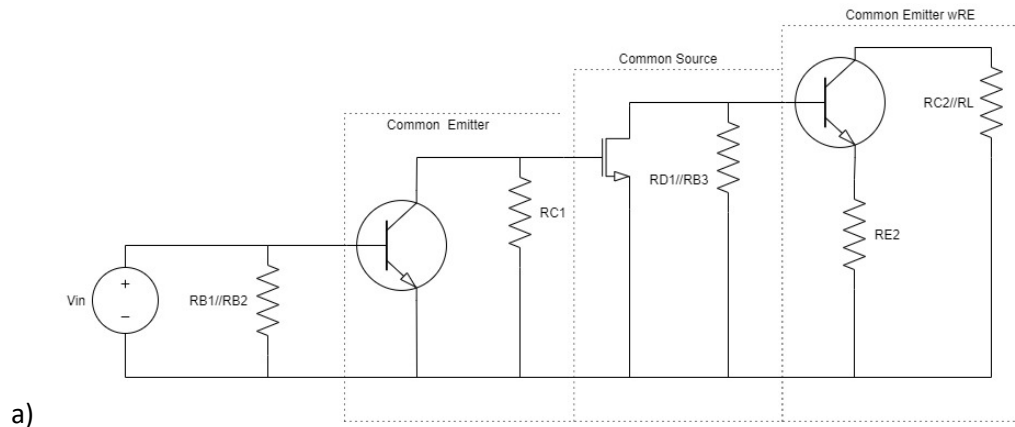 Common Emitter wRE
Common Source
Common Emitter
RC2//RL
RD1//RB3
RC1
RE2
+
Vin
−
RB1//RB2
a)